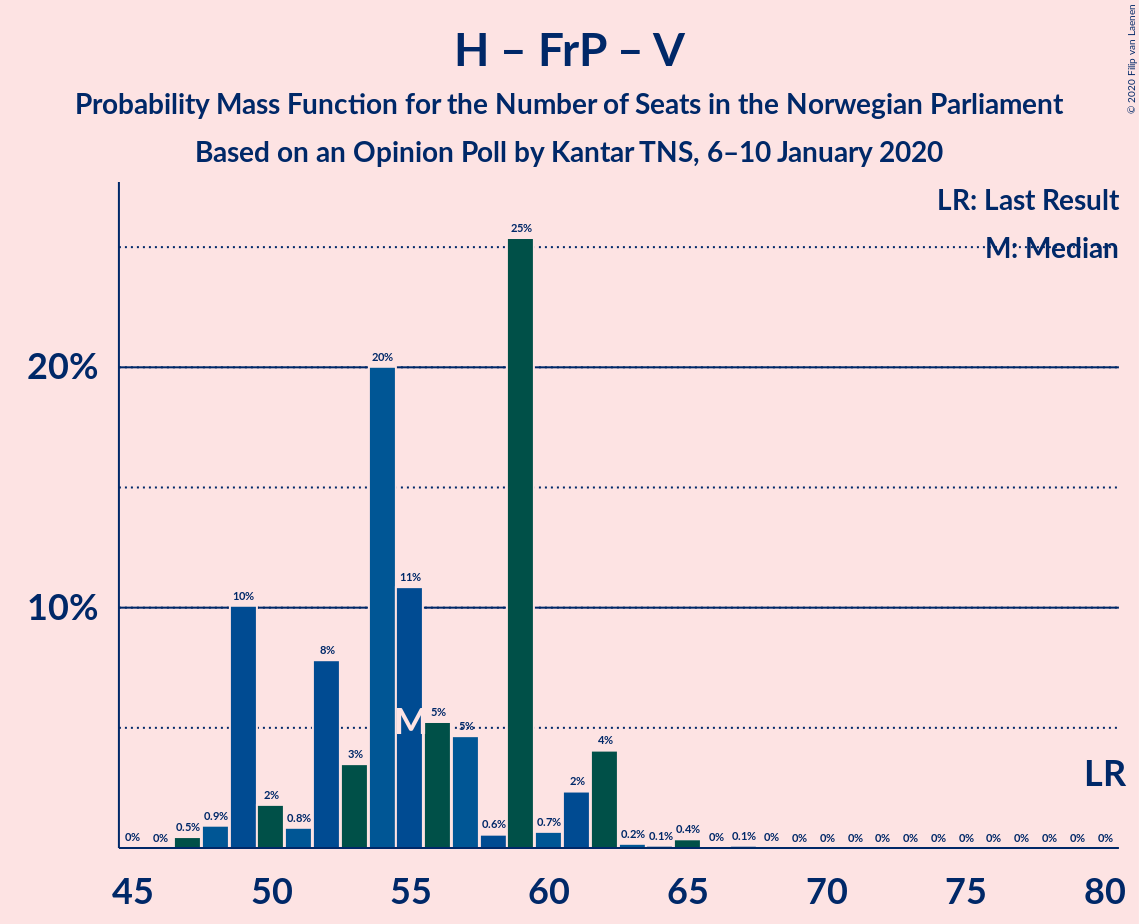 H – FrP – V
Probability Mass Function for the Number of Seats in the Norwegian Parliament
Based on an Opinion Poll by Kantar TNS, 6–10 January 2020
© 2020 Filip van Laenen
LR: Last Result
M: Median
20%
10%
0% 0% 0.5% 0.9% 10% 2% 0.8% 8% 3% 20% 11% 5% 5% 0.6% 25% 0.7% 2% 4% 0.2% 0.1% 0.4% 0% 0.1% 0% 0% 0% 0% 0% 0% 0% 0% 0% 0% 0% 0% 0%
M
LR
45 50 55 60 65 70 75 80